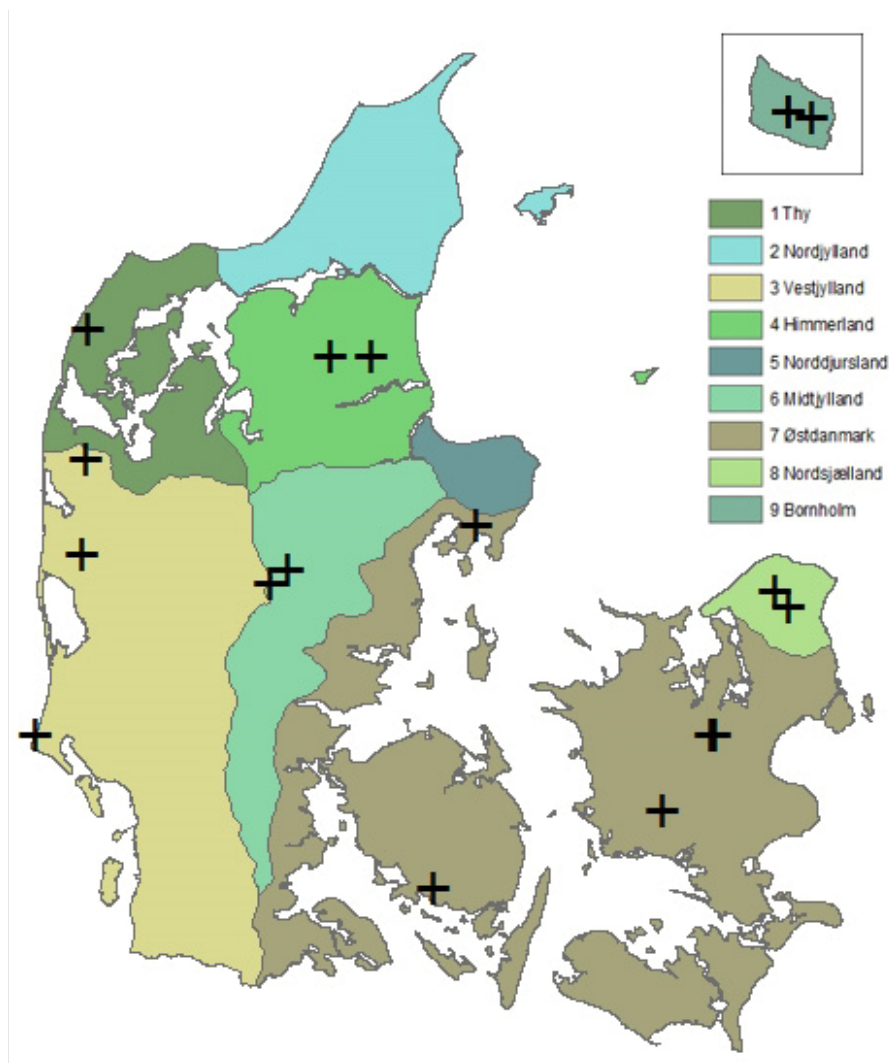 1 Thy
2 Nordjylland
3 Vestjylland
4 Himmerland
5 Norddjursland
6 Midtjylland
7 Østdanmark
8 Nordsjælland
9 Bornholm